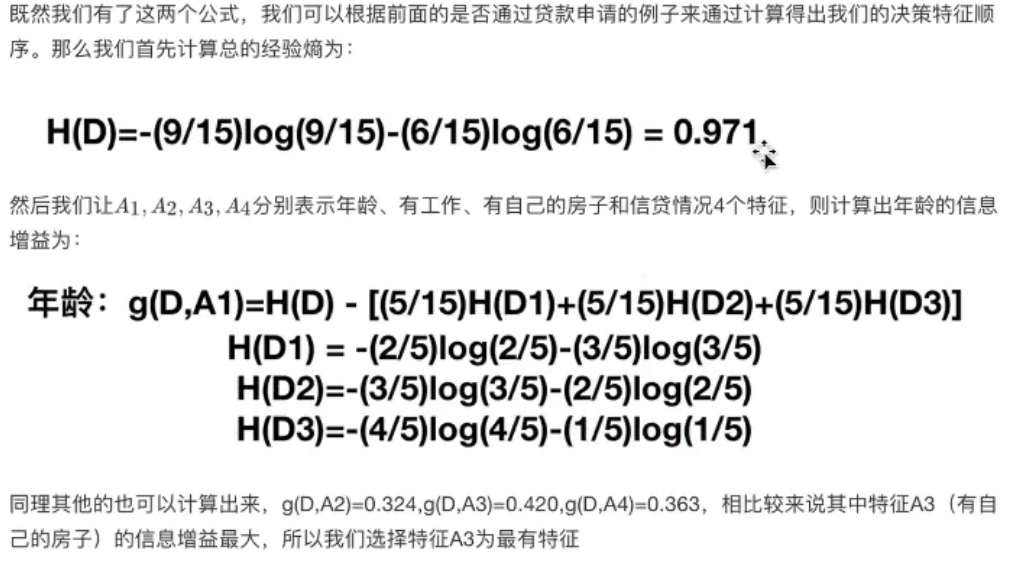 既然我们有了这两个公式，我们可以根据前面的是否通过贷款申请的例子来通过计算得出我们的决策特征顺
序。那么我们首先计算总的经验熵为：
H(D)=-(9/15)log(9/15)-(6/15)log(6/15) = 0.971
然后我们让A1, A2, A3, A4分别表示年龄、有工作、有自己的房子和信贷情况4个特征，则计算出年龄的信息
增益为：
年龄：g(D,A1)=H(D) - [(5/15)H(D1)+(5/15)H(D2)+(5/15)H(D3)]
H(D1) = -(2/5)log(2/5)-(3/5)log(3/5)
H(D2)=-(3/5)log(3/5)-(2/5)log(2/5)
H(D3)=-(4/5)log(4/5)-(1/5)log(1/5)
同理其他的也可以计算出来，g(D,A2)=0.324,g(D,A3)=0.420,g(D,A4)=0.363，相比较来说其中特征A3（有自
己的房子）的信息增益最大，所以我们选择特征A3为最有特征